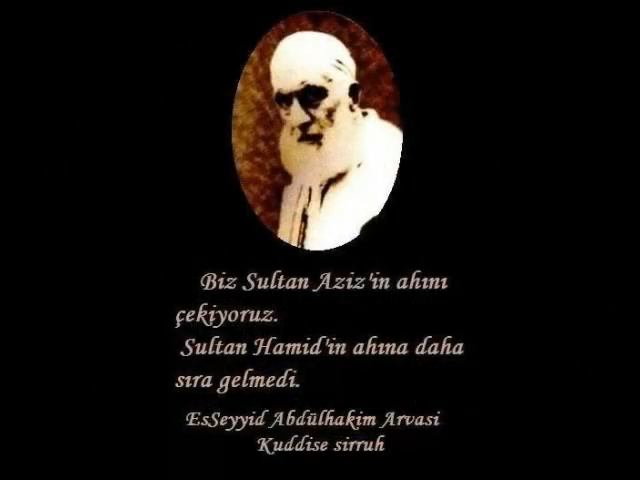 Biz Sultan Aziz'in ahını
çekiyoruz.
Sultan Hamid'in ahına daha
sıra gelmedi.
EsSeyyid Abdülhakim Arvasi
Kuddise sirruh